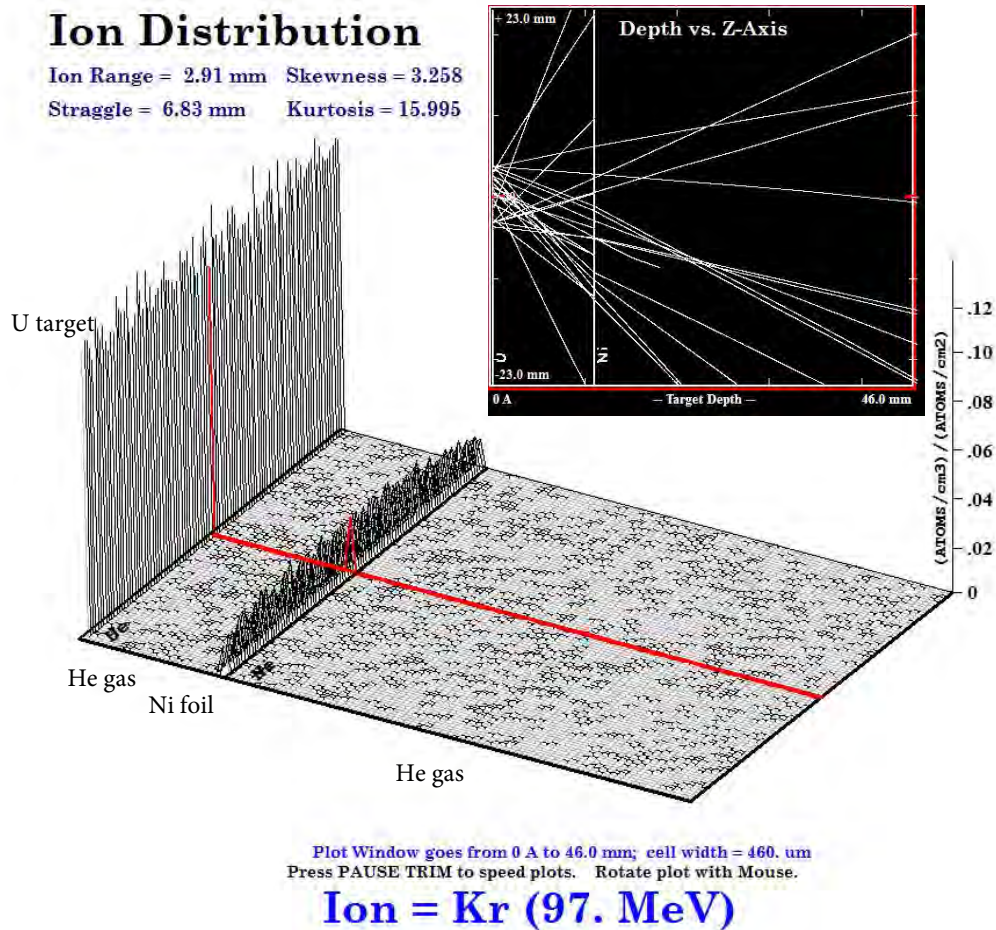 Ion Distribution
Ion Range = 2.91 mm Skewness = 3.258
Straggle = 6.83 mm Kurtosis = 15.995
+ 23.0 mm
Depth vs. Z-Axis
U
Ni
-23.0 mm
0 A
— Target Depth —
46.0 mm
U target
.12
.10
.08
.06
.04
.02
0
(ATOMS/cm3) / (ATOMS/cm2)
He
He
He gas
Ni foil
He gas
Plot Window goes from 0 A to 46.0 mm; cell width = 460. um
Press PAUSE TRIM to speed plots. Rotate plot with Mouse.
Ion = Kr (97. MeV)